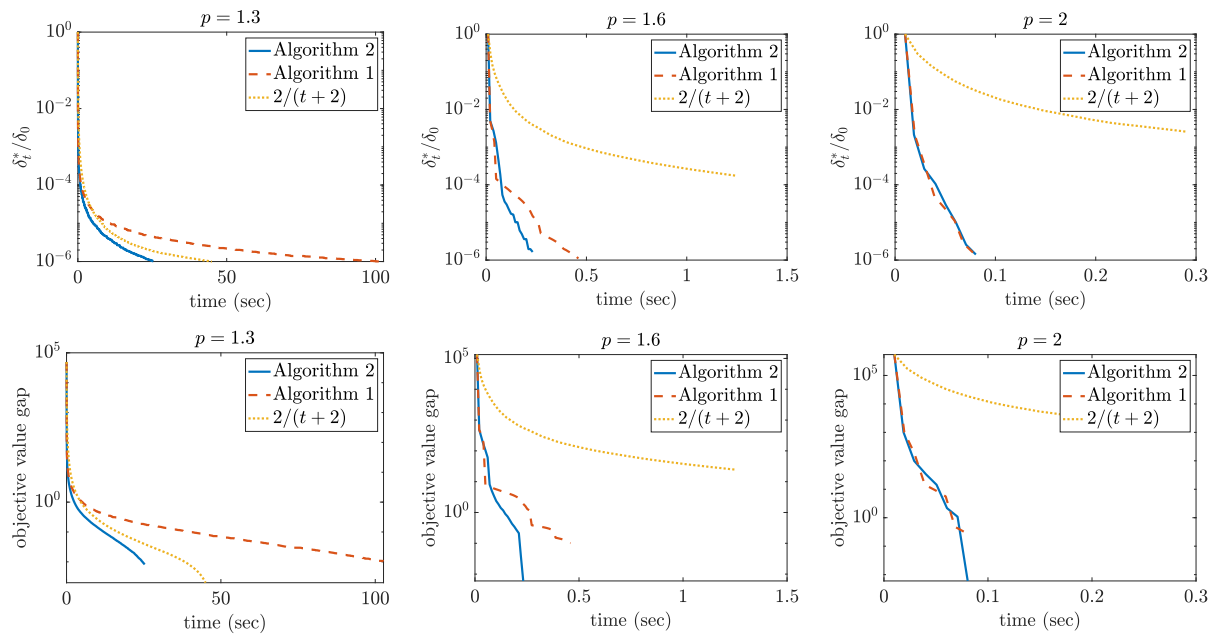 p = 1.3
10^0
10^-2
10^-4
10^-6
δ_t^*/δ_0
Algorithm 2
Algorithm 1
2/(t + 2)
0
50
100
time (sec)
p = 1.6
10^0
10^-2
10^-4
10^-6
δ_t^*/δ_0
Algorithm 2
Algorithm 1
2/(t + 2)
0
0.5
1
1.5
time (sec)
p = 2
10^0
10^-2
10^-4
10^-6
δ_t^*/δ_0
Algorithm 2
Algorithm 1
2/(t + 2)
0
0.1
0.2
0.3
time (sec)
p = 1.3
10^5
10^0
objective value gap
Algorithm 2
Algorithm 1
2/(t + 2)
0
50
100
time (sec)
p = 1.6
10^5
10^0
objective value gap
Algorithm 2
Algorithm 1
2/(t + 2)
0
0.5
1
1.5
time (sec)
p = 2
10^5
10^0
objective value gap
Algorithm 2
Algorithm 1
2/(t + 2)
0
0.1
0.2
0.3
time (sec)